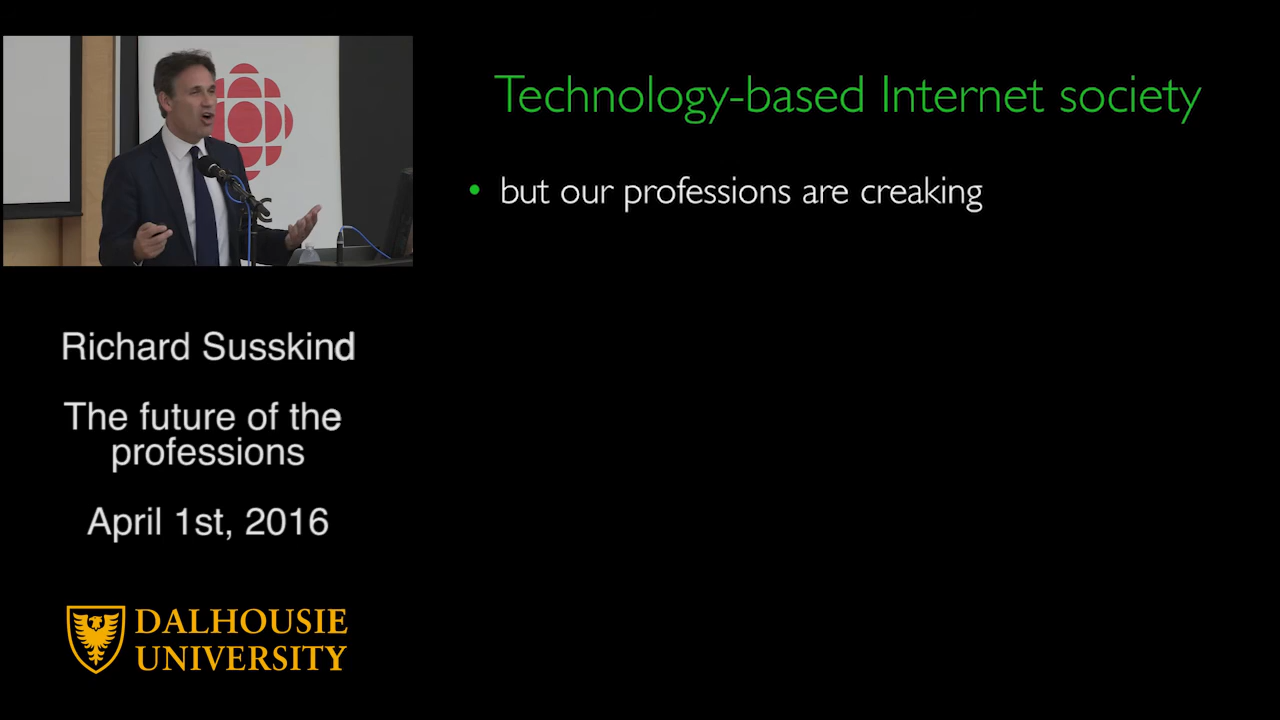 Technology-based Internet society
• but our professions are creaking
Richard Susskind
The future of the
professions
April 1st, 2016
DALHOUSIE
UNIVERSITY